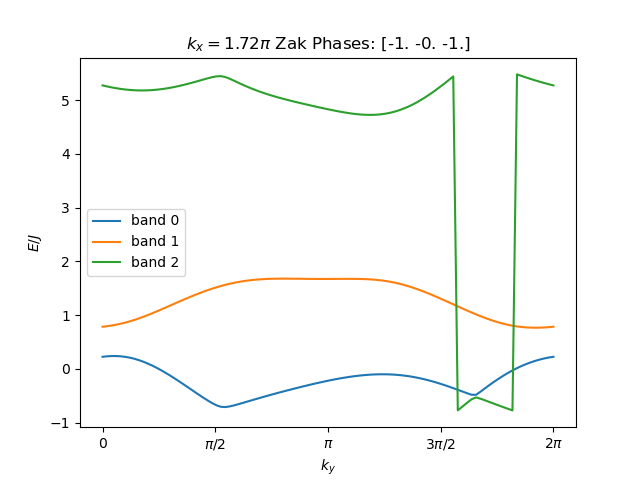 $k_x = 1.72\pi$ Zak Phases: [-1. -0. -1.]
E/J
5
4
3
2
1
0
−1
band 0
band 1
band 2
0
π/2
π
3π/2
2π
$k_y$